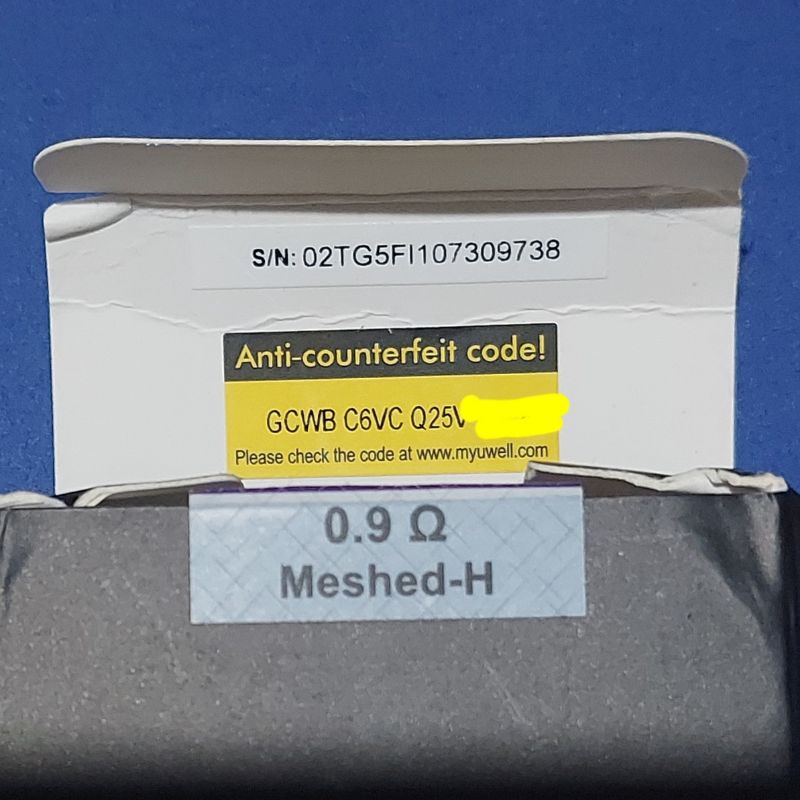 S/N: 02TG5FI107309738
Anti-counterfeit code!
GCWB C6VC Q25V
Please check the code at www.myuwell.com
0.9 Ω
Meshed-H